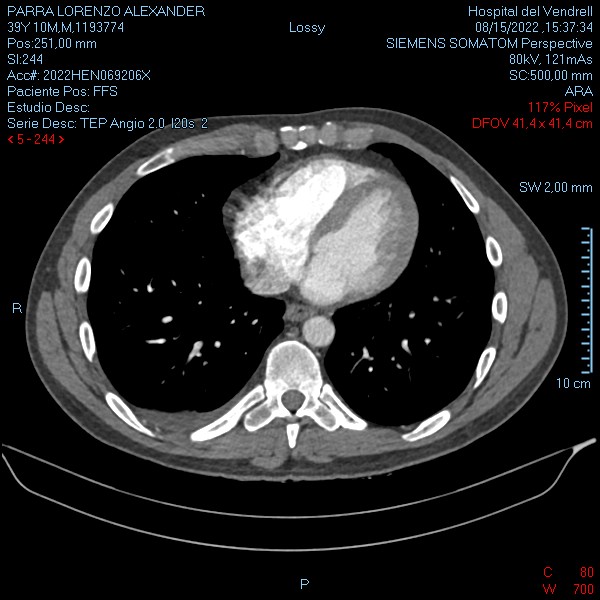 PARRA LORENZO ALEXANDER
39Y 10M,M,1193774
Pos:251,00 mm
SI:244
Acc#: 2022HEN069206X
Paciente Pos: FFS
Estudio Desc:
Serie Desc: TEP Angio 2.0 I20s 2
< 5 - 244 >
Lossy
Hospital del Vendrell
08/15/2022 ,15:37:34
SIEMENS SOMATOM Perspective
80kV, 121mAs
SC:500,00 mm
ARA
117% Pixel
DFOV 41,4 x 41,4 cm
SW 2,00 mm
R
10 cm
P
C 80
W 700